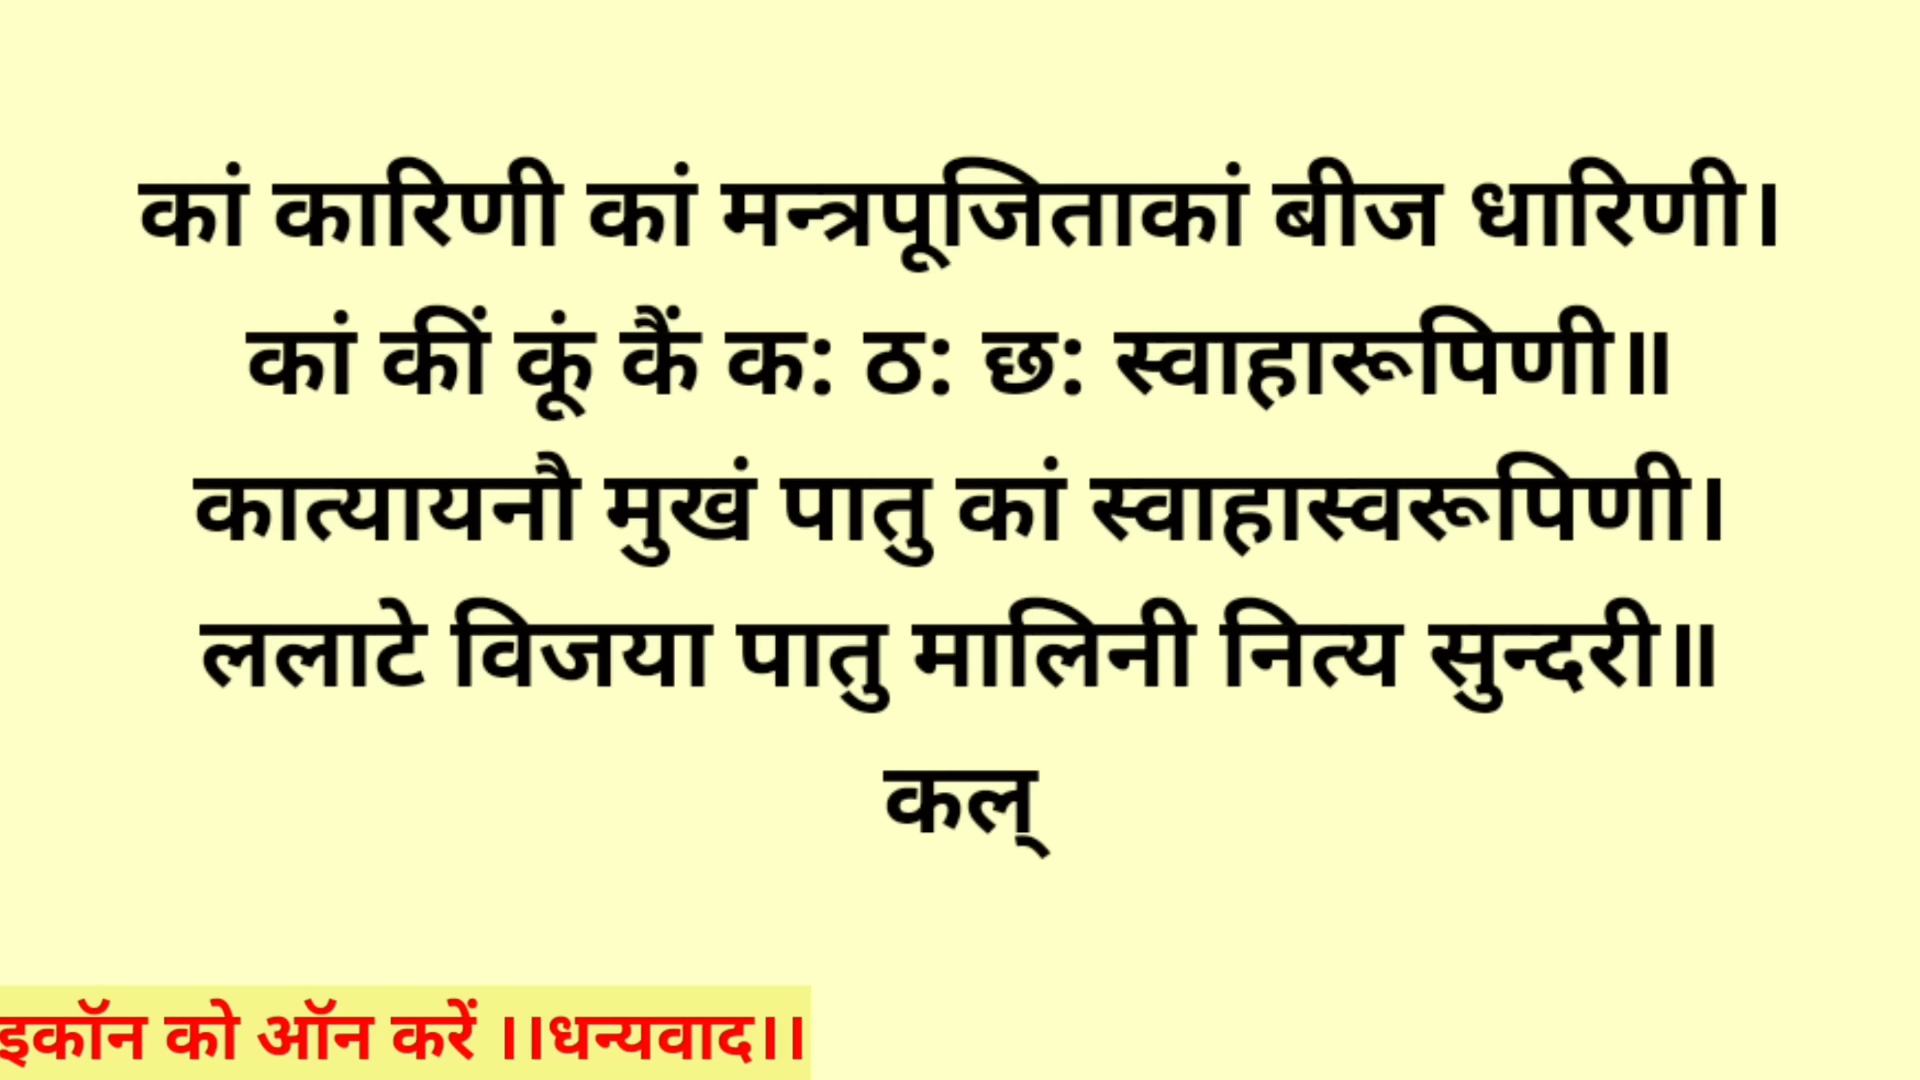 कां कारिणी कां मन्त्रपूजिताकां बीज धारिणी।
कां कीं कूं कैं क: ठ: छ: स्वाहारूपिणी॥
कात्यायनौ मुखं पातु कां स्वाहास्वरूपिणी।
ललाटे विजया पातु मालिनी नित्य सुन्दरी॥
कल्
इकॉन को ऑन करें ।।धन्यवाद।।